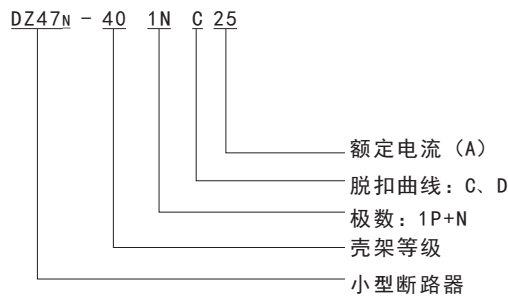 DZ47N - 40 1N C 25
额定电流（A）
脱扣曲线：C、D
极数：1P+N
壳架等级
小型断路器